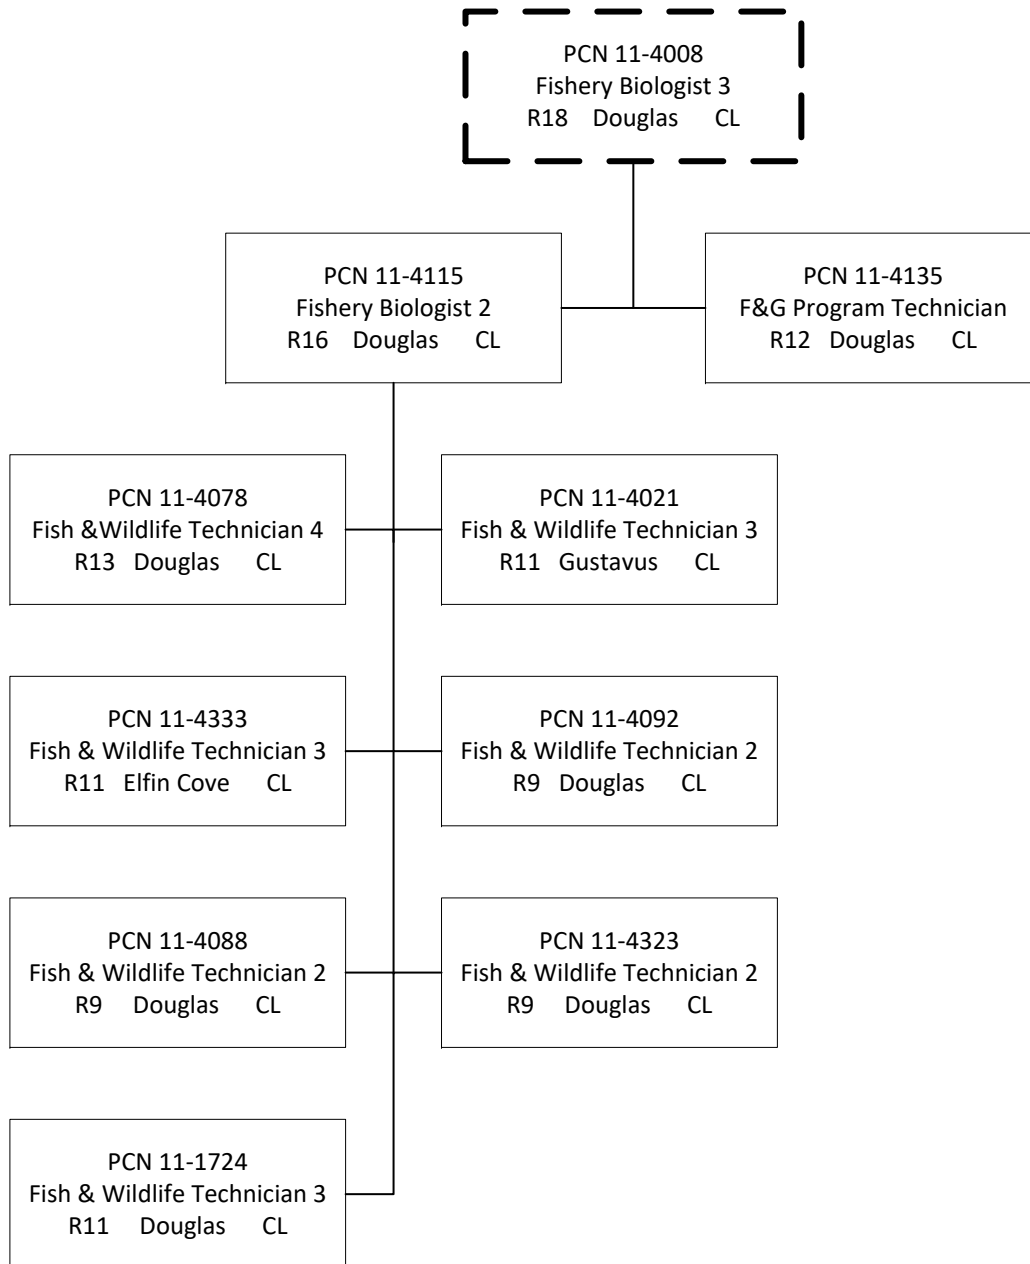 PCN 11-4008
Fishery Biologist 3
R18 Douglas CL
PCN 11-4115
Fishery Biologist 2
R16 Douglas CL
PCN 11-4135
F&G Program Technician
R12 Douglas CL
PCN 11-4078
Fish &Wildlife Technician 4
R13 Douglas CL
PCN 11-4021
Fish & Wildlife Technician 3
R11 Gustavus CL
PCN 11-4333
Fish & Wildlife Technician 3
R11 Elfin Cove CL
PCN 11-4092
Fish & Wildlife Technician 2
R9 Douglas CL
PCN 11-4088
Fish & Wildlife Technician 2
R9 Douglas CL
PCN 11-4323
Fish & Wildlife Technician 2
R9 Douglas CL
PCN 11-1724
Fish & Wildlife Technician 3
R11 Douglas CL